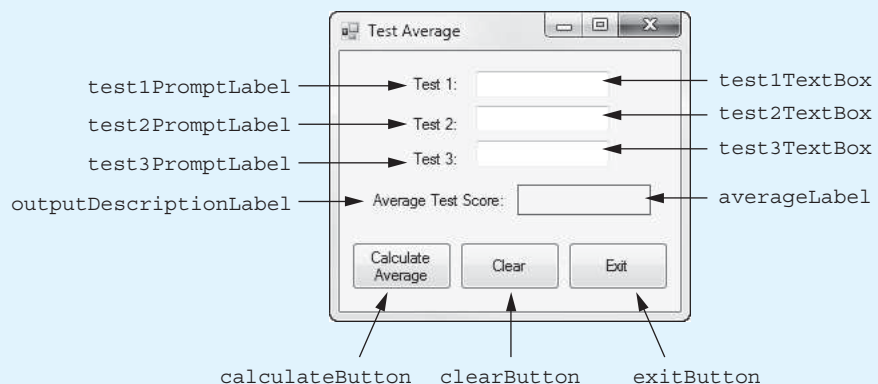 Test Average
test1PromptLabel Test 1: test1TextBox
test2PromptLabel Test 2: test2TextBox
test3PromptLabel Test 3: test3TextBox
outputDescriptionLabel Average Test Score: averageLabel
Calculate
Average Clear Exit
calculateButton clearButton exitButton